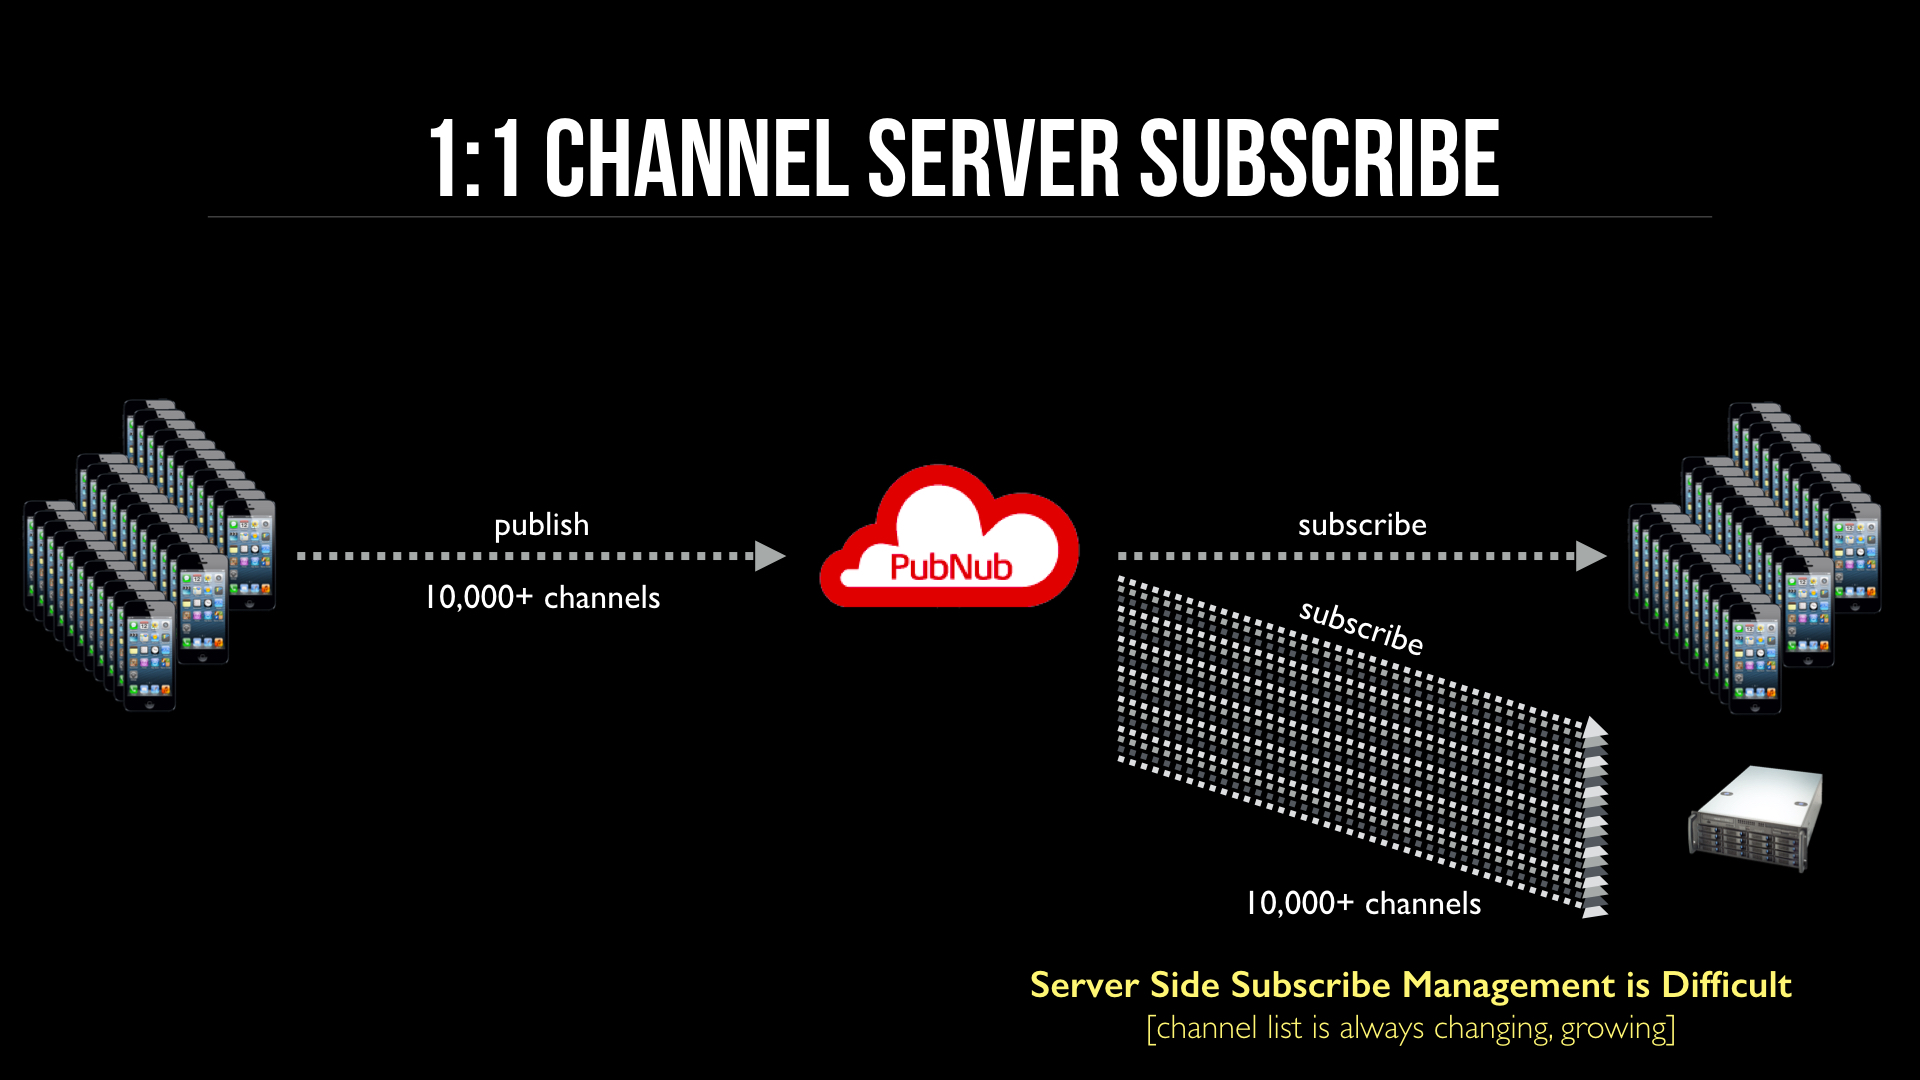 1:1 CHANNEL SERVER SUBSCRIBE
publish
10,000+ channels
PubNub
subscribe
subscribe
10,000+ channels
Server Side Subscribe Management is Difficult
[channel list is always changing, growing]